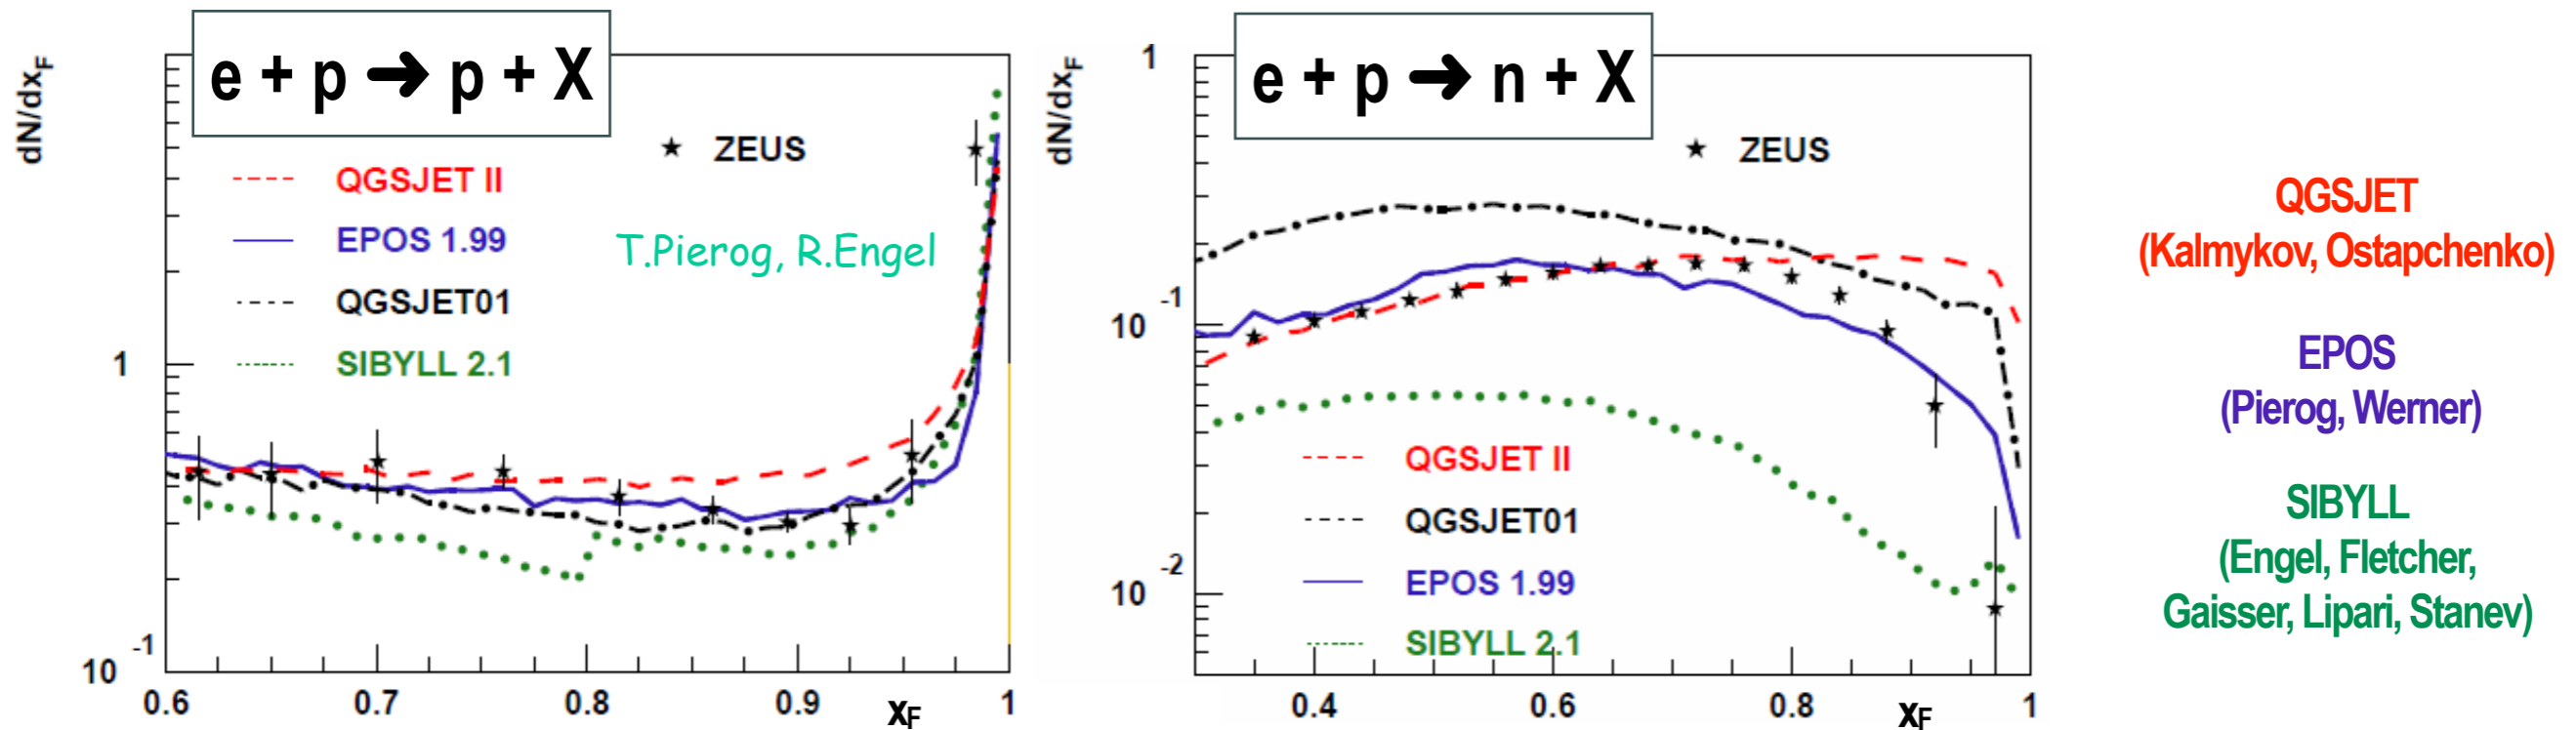 e + p ➔ p + X
dN/dx_F
★ ZEUS
QGSJET II
EPOS 1.99
T.Pierog, R.Engel
QGSJET01
SIBYLL 2.1
1
10 -1
0.6 0.7 0.8 0.9 x_F 1
e + p ➔ n + X
dN/dx_F
1
★ ZEUS
10 -1
QGSJET II
QGSJET01
EPOS 1.99
10 -2
SIBYLL 2.1
0.4 0.6 0.8 x_F 1
QGSJET
(Kalmykov, Ostapchenko)
EPOS
(Pierog, Werner)
SIBYLL
(Engel, Fletcher,
Gaisser, Lipari, Stanev)